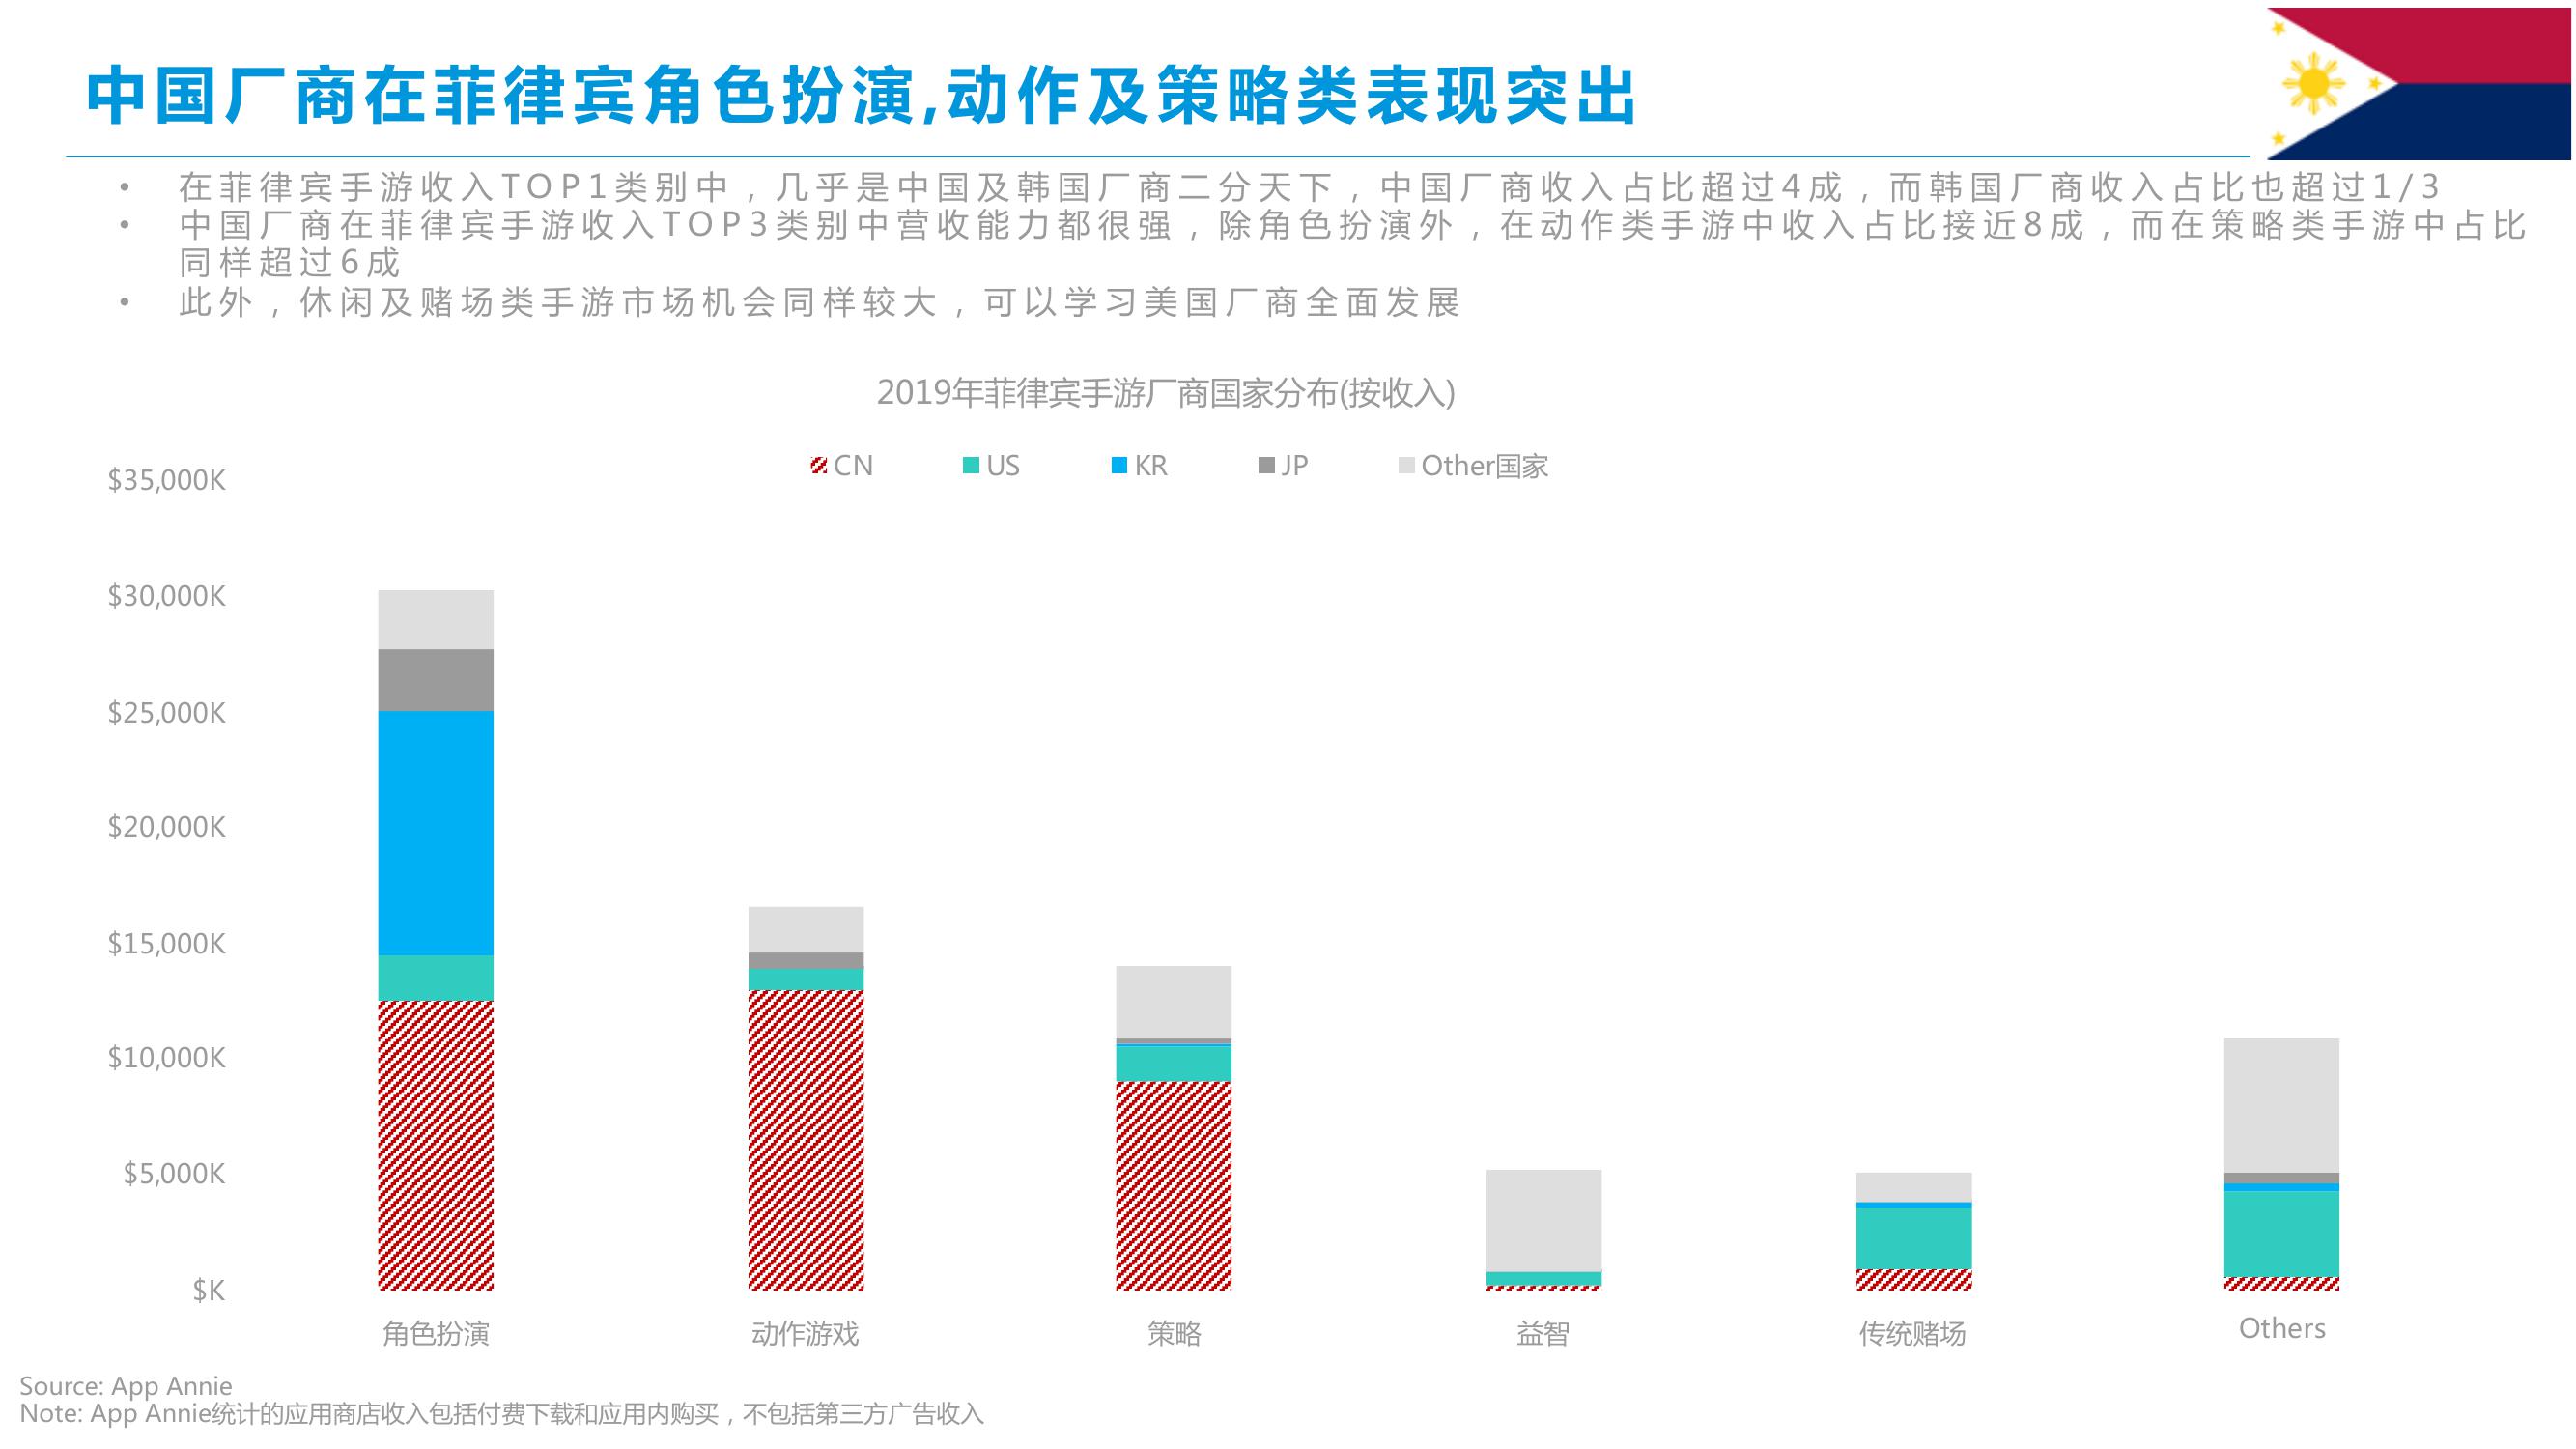 中国厂商在菲律宾角色扮演,动作及策略类表现突出
• 在菲律宾手游收入TOP1类别中，几乎是中国及韩国厂商二分天下，中国厂商收入占比超过4成，而韩国厂商收入占比也超过1/3
• 中国厂商在菲律宾手游收入TOP3类别中营收能力都很强，除角色扮演外，在动作类手游中收入占比接近8成，而在策略类手游中占比
同样超过6成
• 此外，休闲及赌场类手游市场机会同样较大，可以学习美国厂商全面发展
2019年菲律宾手游厂商国家分布(按收入)
CN US KR JP Other国家
$35,000K
$30,000K
$25,000K
$20,000K
$15,000K
$10,000K
$5,000K
$K
角色扮演 动作游戏 策略 益智 传统赌场 Others
Source: App Annie
Note: App Annie统计的应用商店收入包括付费下载和应用内购买，不包括第三方广告收入